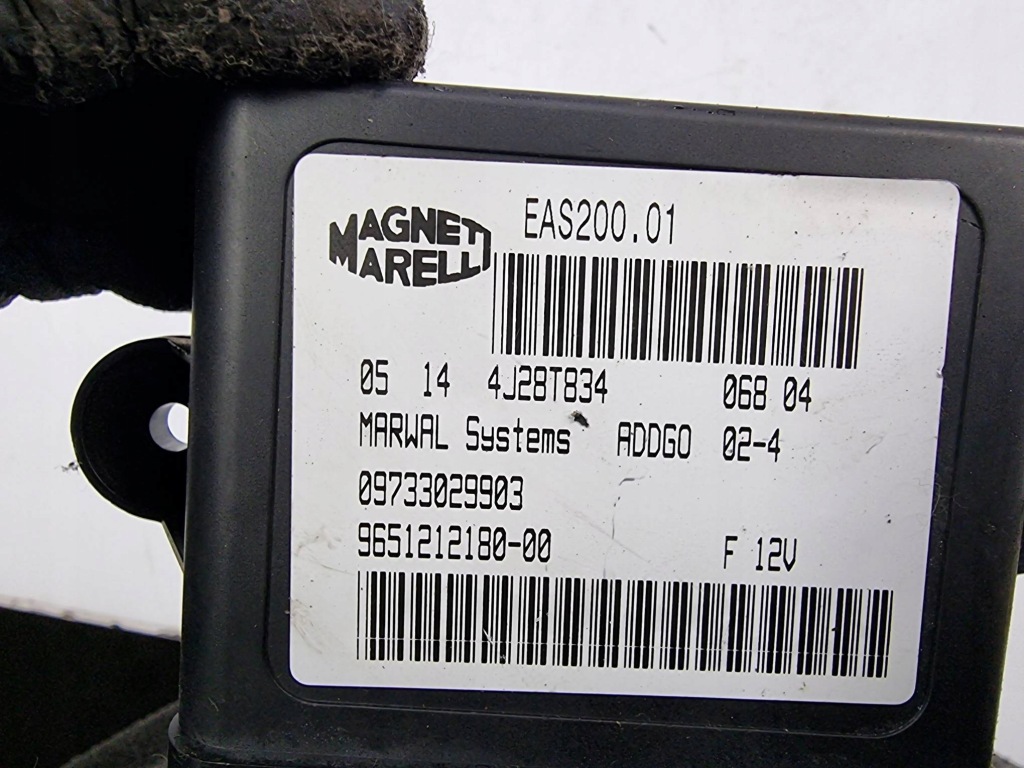 MAGNETI
MARELLI
EAS200.01
05 14 4J28T834 068 04
MARWAL Systems ADDGO 02-4
09733029903
9651212180-00 F 12V